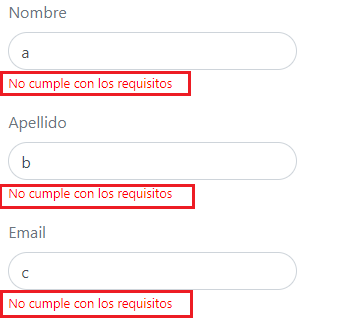 Nombre
a
No cumple con los requisitos
Apellido
b
No cumple con los requisitos
Email
c
No cumple con los requisitos